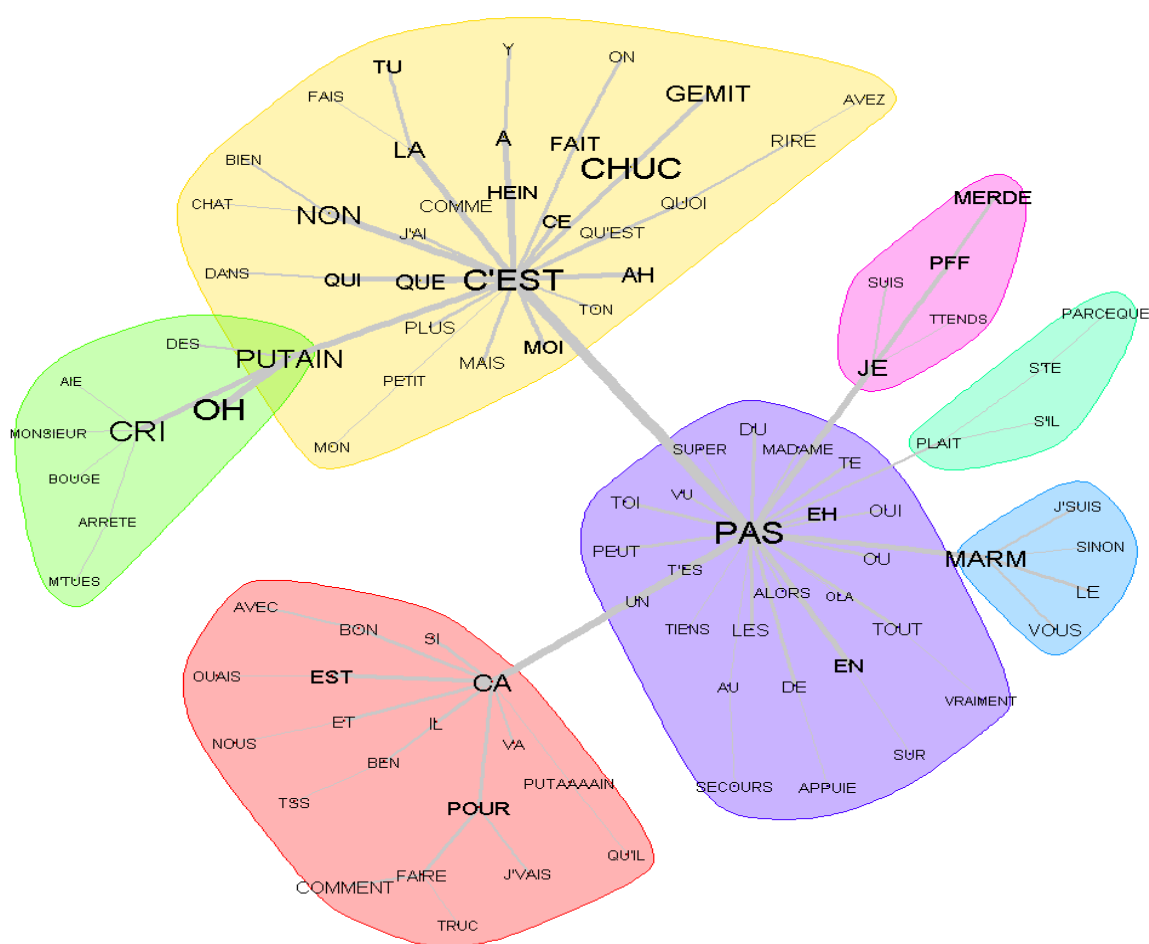 Y
ON
TU
GEMIT
FAIS
AVEZ
A
FAIT
RIRE
LA
BIEN
CHUC
HEIN
CHAT
COMME
QUOI
NON
CE
J'AI
QU'EST
DANS
QUI
QUE
C'EST
AH
TON
PLUS
MOI
MAIS
PETIT
MON
DES
PUTAIN
AIE
OH
MONSIEUR
CRI
BOUGE
ARRETE
M'TUES
MERDE
PFF
SUIS
TTENDS
JE
PARCEQUE
S'TE
S'IL
PLAIT
DU
SUPER
MADAME
TE
VU
TOI
EH
OUI
PAS
PEUT
OU
T'ES
ALORS
OLA
UN
TIENS
LES
TOUT
EN
AU
DE
VRAIMENT
SUR
SECOURS
APPUIE
J'SUIS
SINON
MARM
LE
VOUS
AVEC
BON
SI
OUAIS
EST
CA
ET
IL
NOUS
VA
BEN
PUTAAAAIN
TSS
POUR
QU'IL
FAIRE
J'VAIS
COMMENT
TRUC